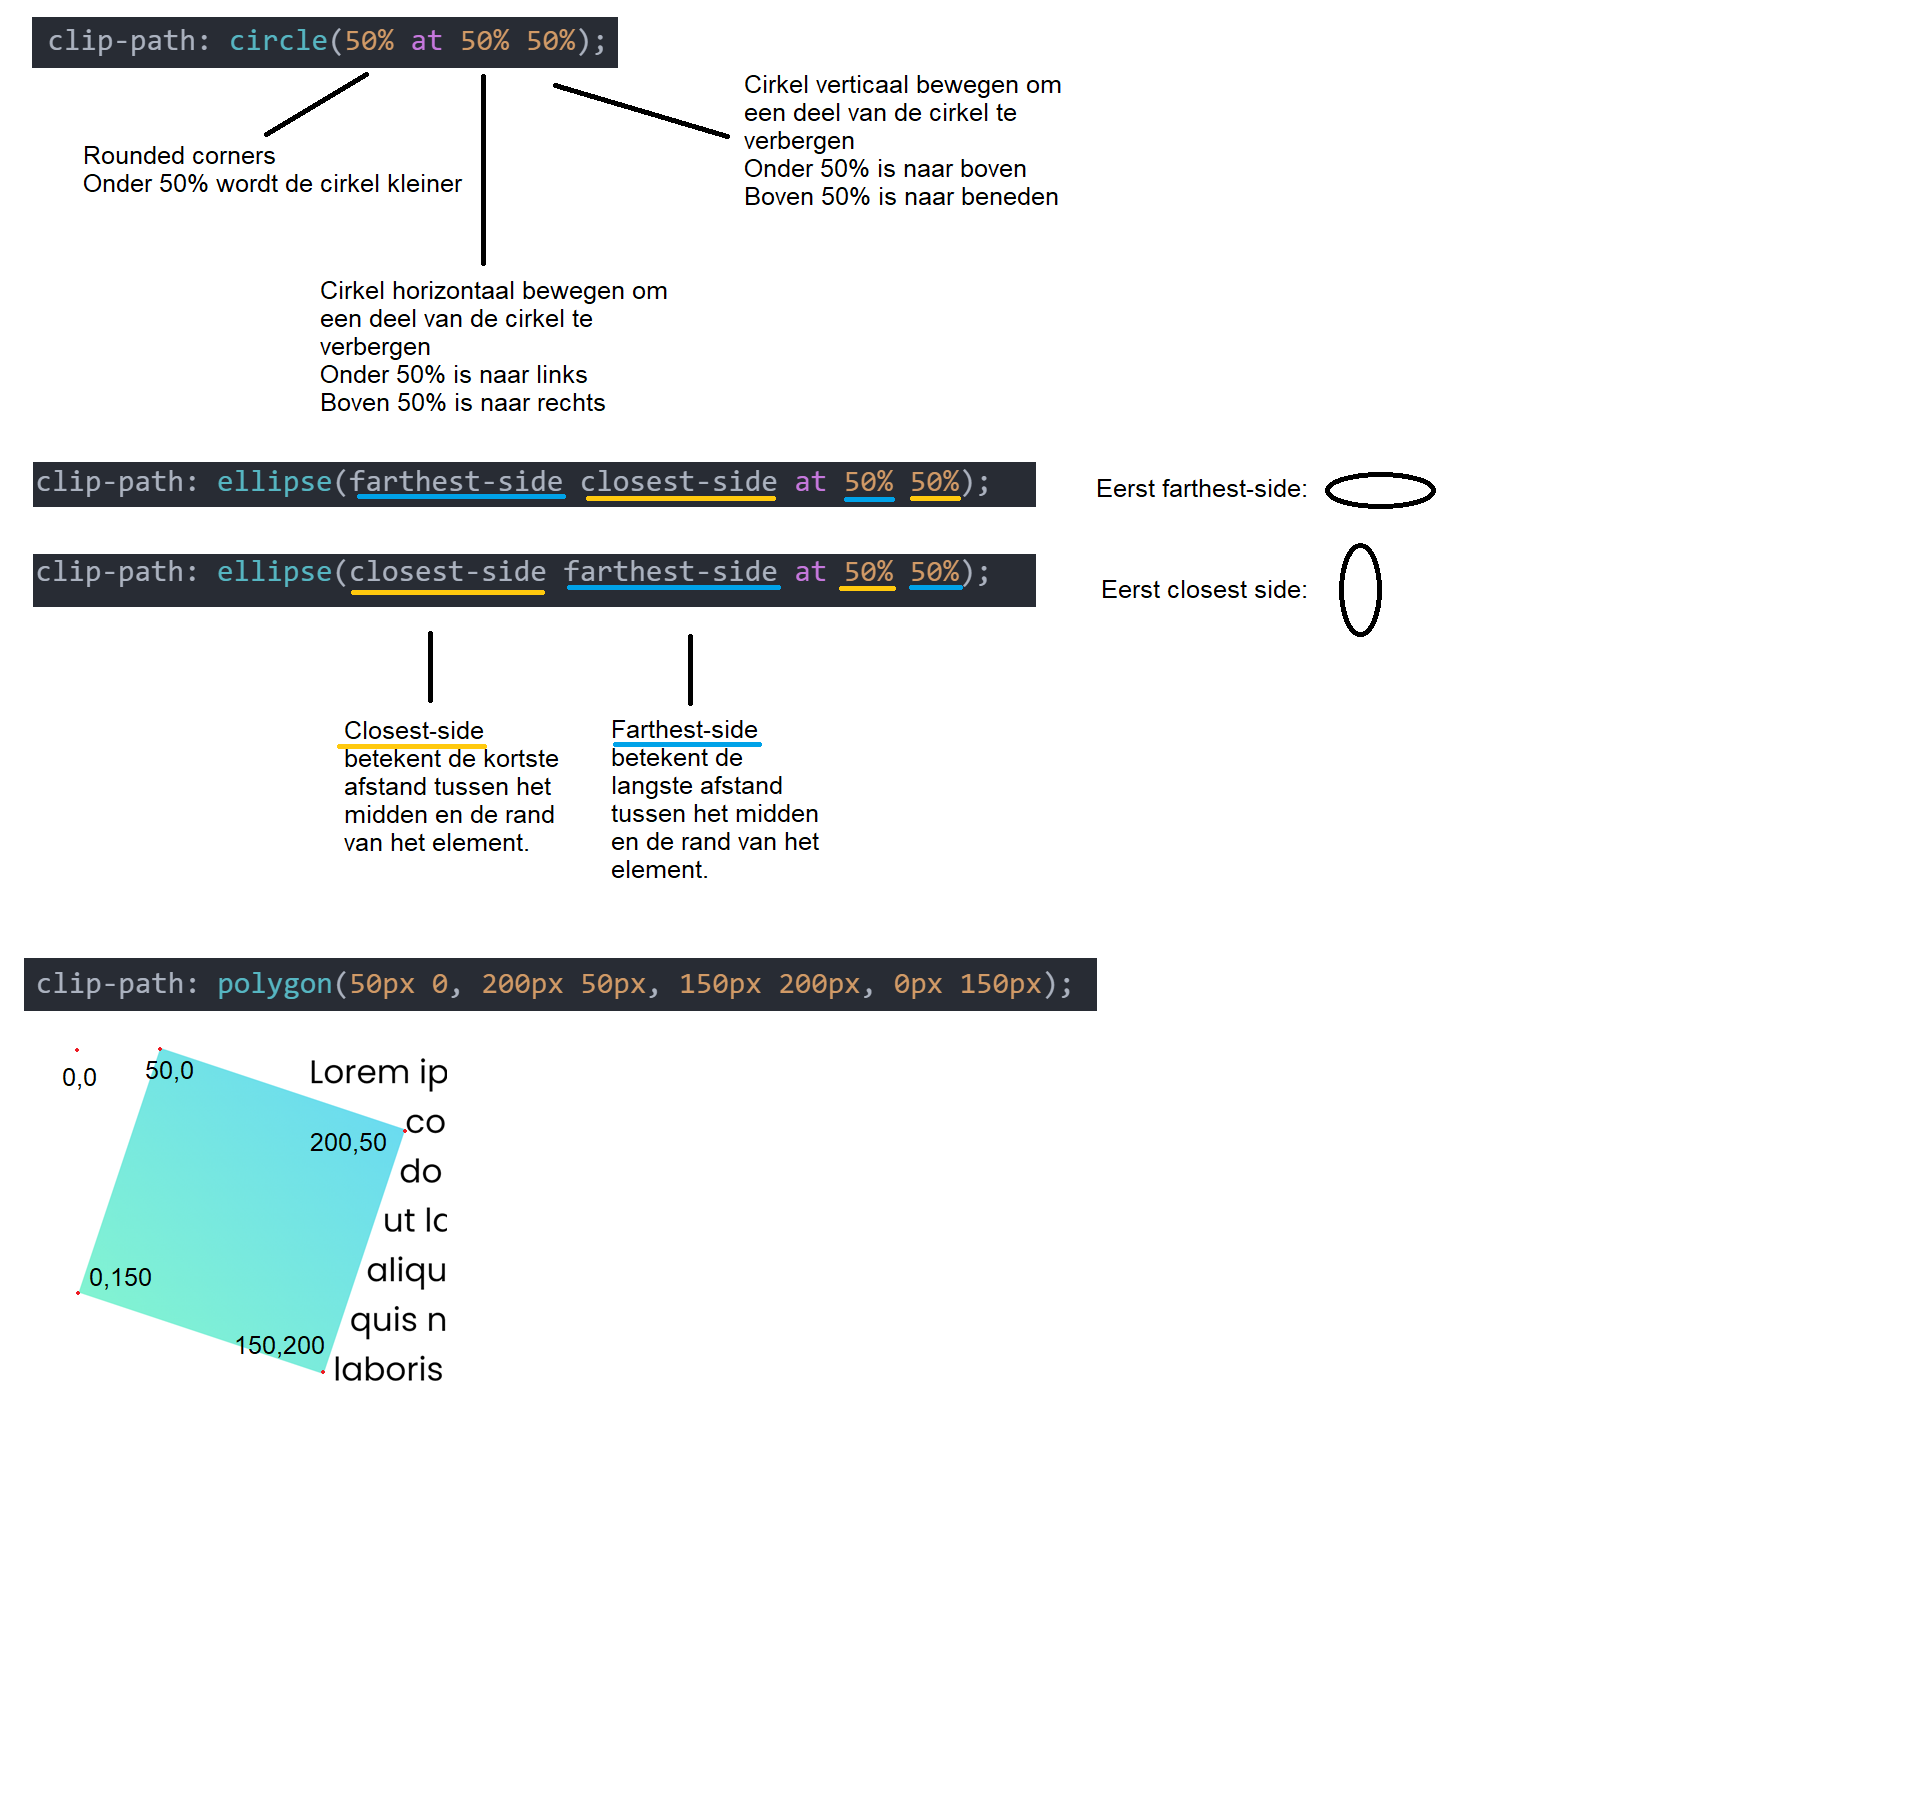 clip-path: circle(50% at 50% 50%);
Rounded corners
Onder 50% wordt de cirkel kleiner
Cirkel verticaal bewegen om
een deel van de cirkel te
verbergen
Onder 50% is naar boven
Boven 50% is naar beneden
Cirkel horizontaal bewegen om
een deel van de cirkel te
verbergen
Onder 50% is naar links
Boven 50% is naar rechts
clip-path: ellipse(farthest-side closest-side at 50% 50%);
Eerst farthest-side:
clip-path: ellipse(closest-side farthest-side at 50% 50%);
Eerst closest side:
Closest-side
betekent de kortste
afstand tussen het
midden en de rand
van het element.
Farthest-side
betekent de
langste afstand
tussen het midden
en de rand van het
element.
clip-path: polygon(50px 0, 200px 50px, 150px 200px, 0px 150px);
0,0
50,0
Lorem ip
co
200,50
do
ut lo
aliqu
0,150
quis n
150,200
laboris